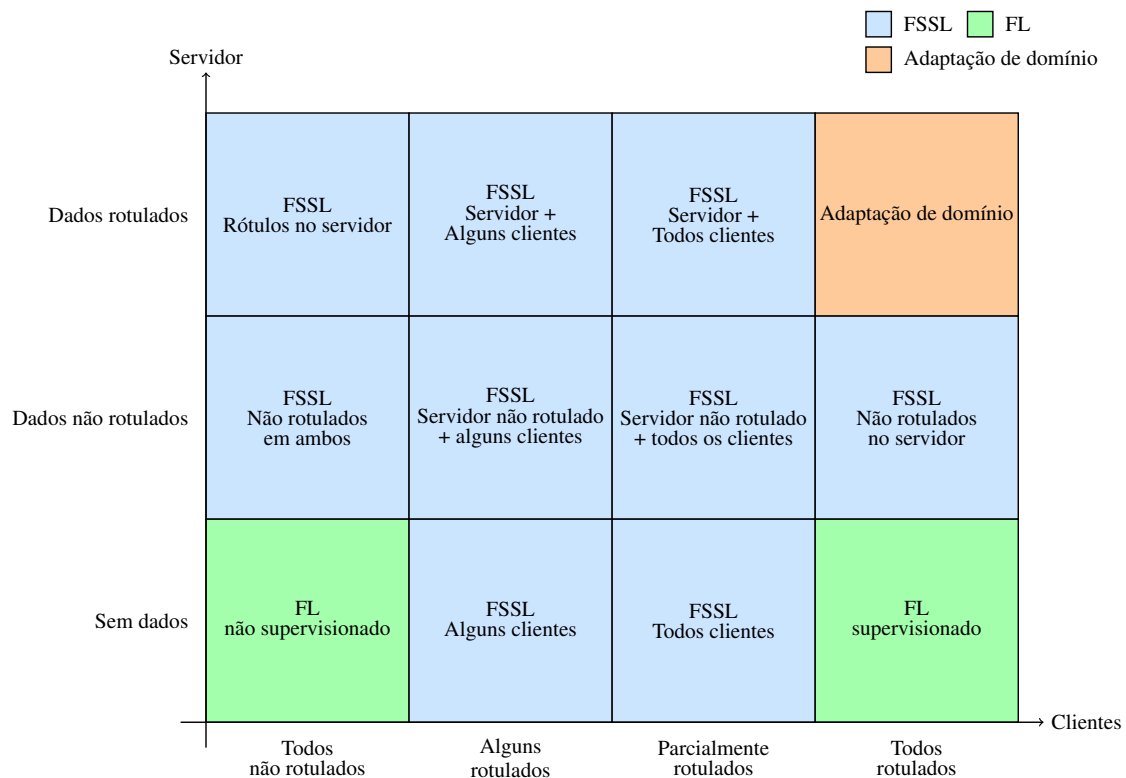 FSSL
FL
Adaptação de domínio
Servidor
Dados rotulados
FSSL
Rótulos no servidor
FSSL
Servidor +
Alguns clientes
FSSL
Servidor +
Todos clientes
Adaptação de domínio
Dados não rotulados
FSSL
Não rotulados
em ambos
FSSL
Servidor não rotulado
+ alguns clientes
FSSL
Servidor não rotulado
+ todos os clientes
FSSL
Não rotulados
no servidor
Sem dados
FL
não supervisionado
FSSL
Alguns clientes
FSSL
Todos clientes
FL
supervisionado
Clientes
Todos
não rotulados
Alguns
rotulados
Parcialmente
rotulados
Todos
rotulados